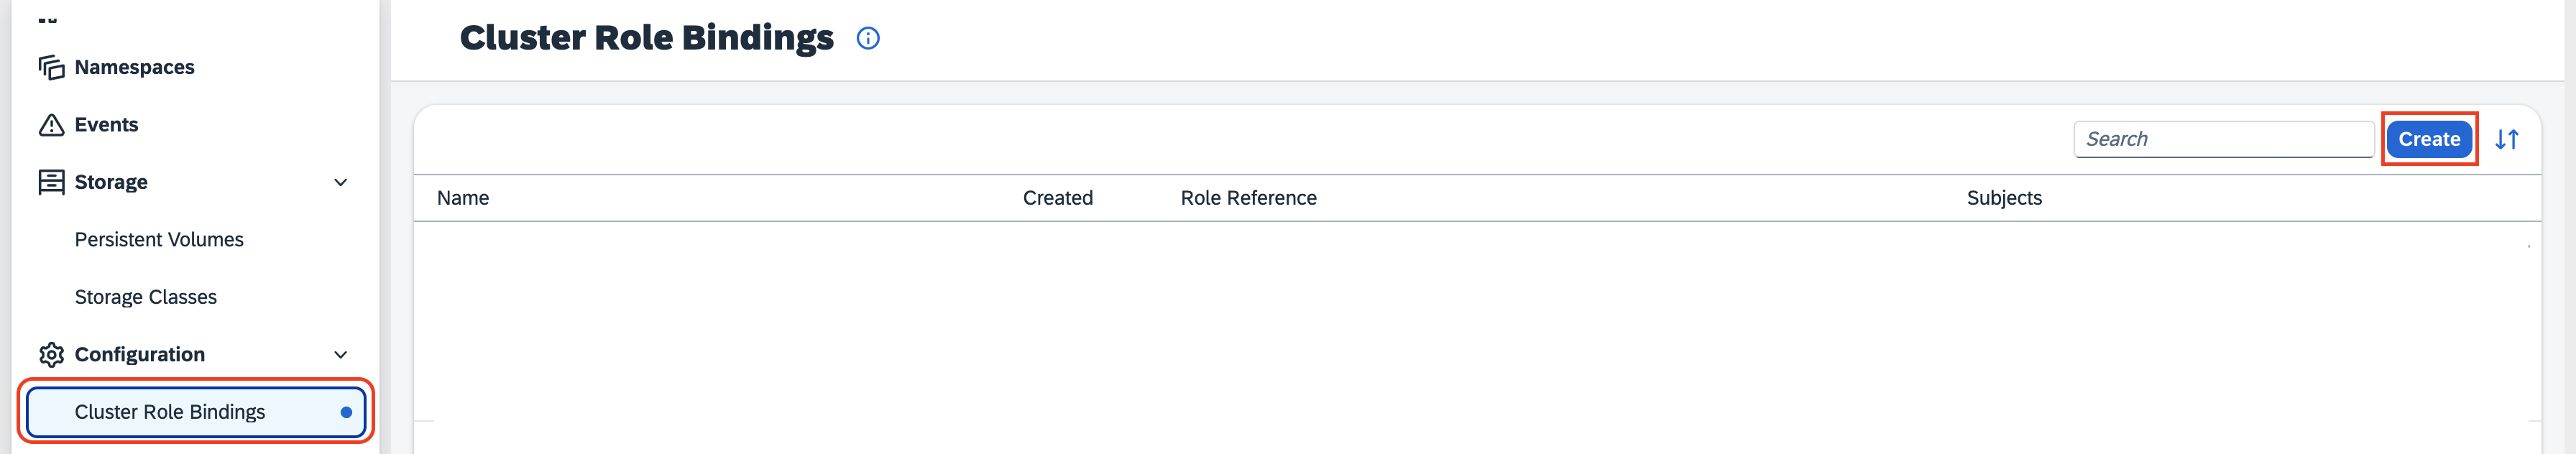 Namespaces
Events
Storage
Persistent Volumes
Storage Classes
Configuration
Cluster Role Bindings
Cluster Role Bindings
Search
Create
Name Created Role Reference Subjects